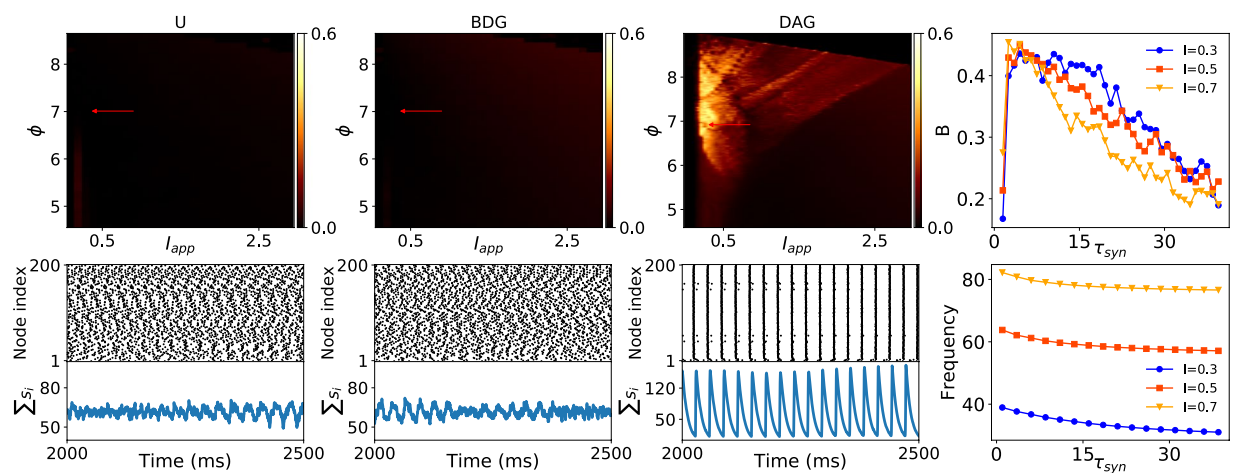 U
0.6
8
7
6
5
ϕ
0.5
2.5
I_app
0.0
BDG
0.6
8
7
6
5
ϕ
0.5
2.5
I_app
0.0
DAG
0.6
8
7
6
5
ϕ
0.5
2.5
I_app
0.0
B
0.4
0.3
0.2
I=0.3
I=0.5
I=0.7
0
15
30
τ_syn
200
Node index
1
80
50
∑s_i
2000
2500
Time (ms)
200
Node index
1
80
50
∑s_i
2000
2500
Time (ms)
200
Node index
1
120
50
∑s_i
2000
2500
Time (ms)
Frequency
80
60
40
I=0.3
I=0.5
I=0.7
0
15
30
τ_syn